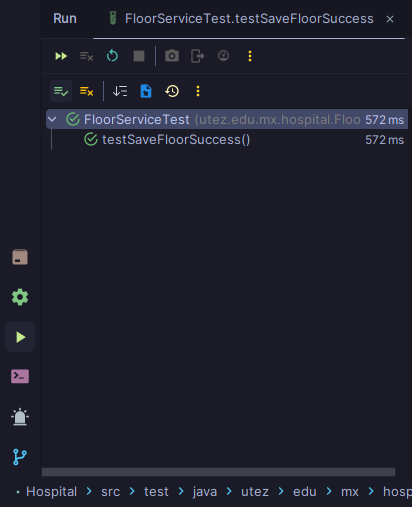 Run FloorServiceTest.testSaveFloorSuccess
FloorServiceTest (utez.edu.mx.hospital.Floo 572 ms
testSaveFloorSuccess() 572 ms
Hospital > src > test > java > utez > edu > mx > hosp